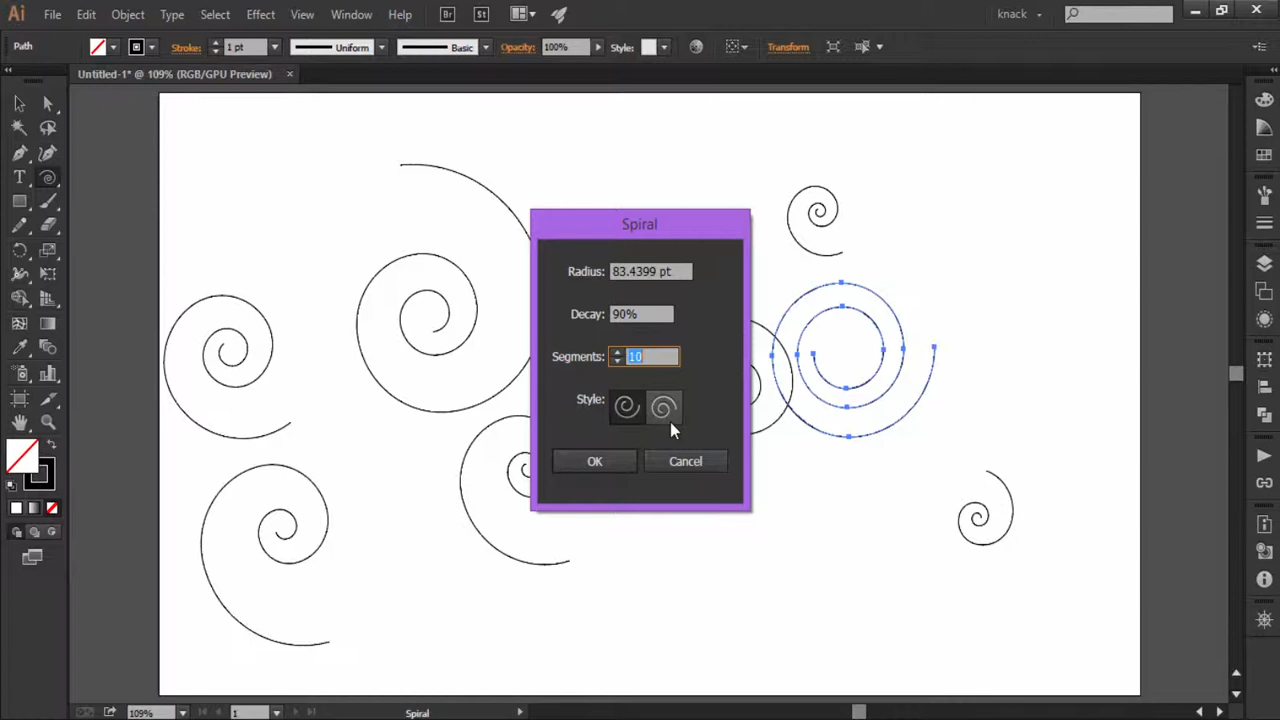 Ai File Edit Object Type Select Effect View Window Help Br St knack
Path Stroke: 1 pt Uniform Basic Opacity: 100% Style: Transform
Untitled-1* @ 109% (RGB/GPU Preview) ×
Spiral
Radius: 83.4399 pt
Decay: 90%
Segments: 10
Style:
OK Cancel
109% 1 Spiral